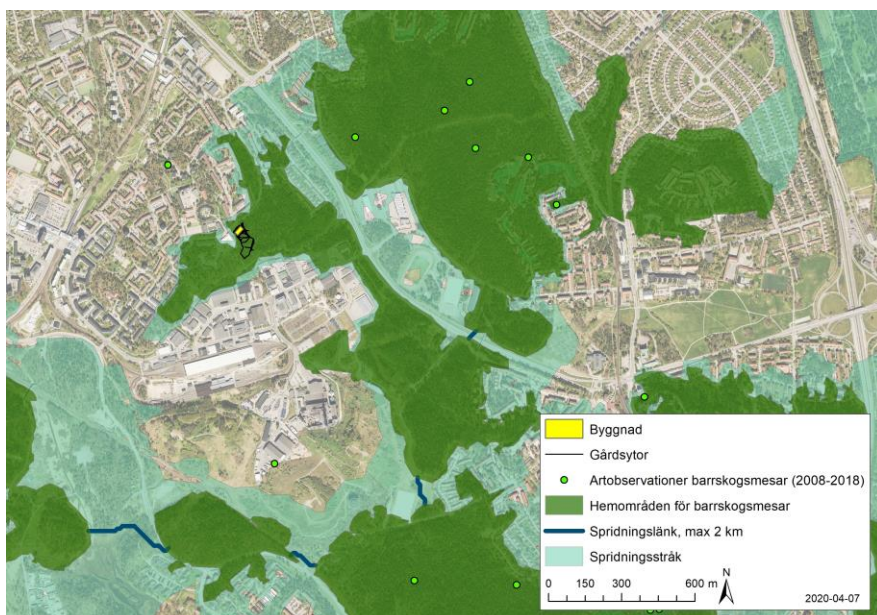 Byggnad
Gårdsytor
Artobservationer barrskogsmesar (2008-2018)
Hemområden för barrskogsmesar
Spridningslänk, max 2 km
Spridningsstråk
N
0 150 300 600 m
2020-04-07